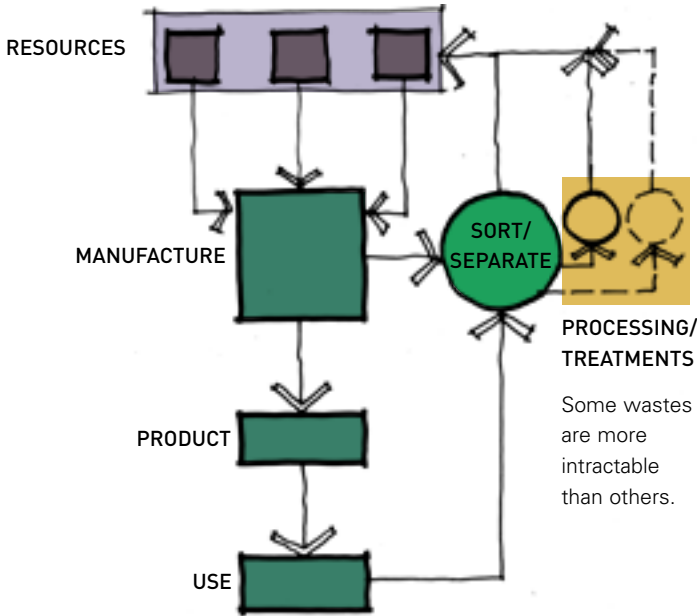 RESOURCES
MANUFACTURE
SORT/
SEPARATE
PROCESSING/
TREATMENTS
Some wastes
are more
intractable
than others.
PRODUCT
USE